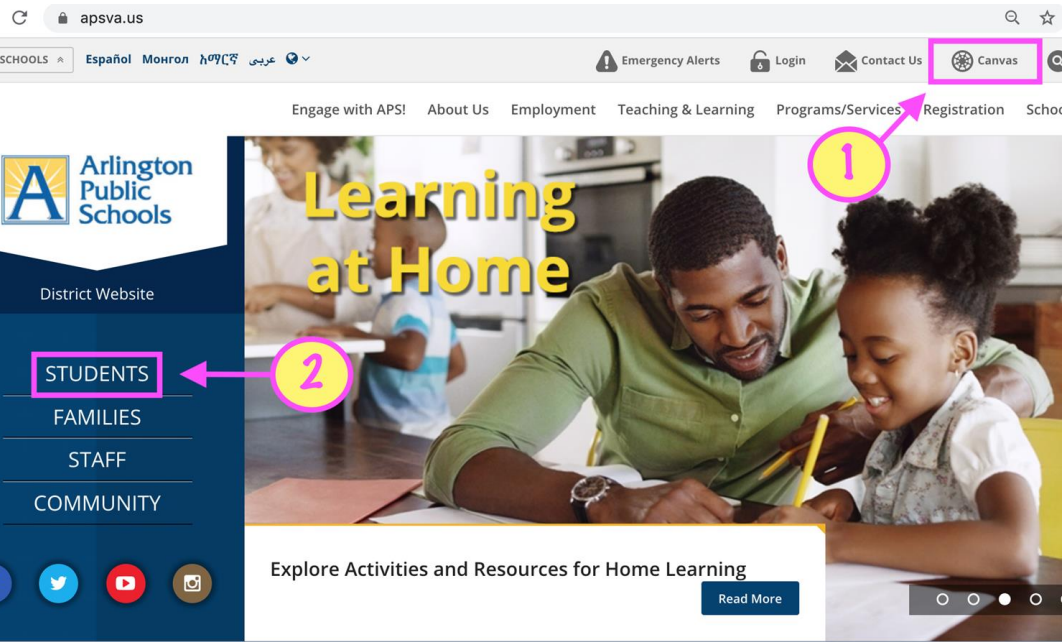 apsva.us
SCHOOLS Español Монгол አማርኛ عربي
Emergency Alerts Login Contact Us Canvas
Engage with APS! About Us Employment Teaching & Learning Programs/Services Registration
1
Arlington
Public
Schools
District Website
Learning
at Home
STUDENTS
2
FAMILIES
STAFF
COMMUNITY
Explore Activities and Resources for Home Learning
Read More